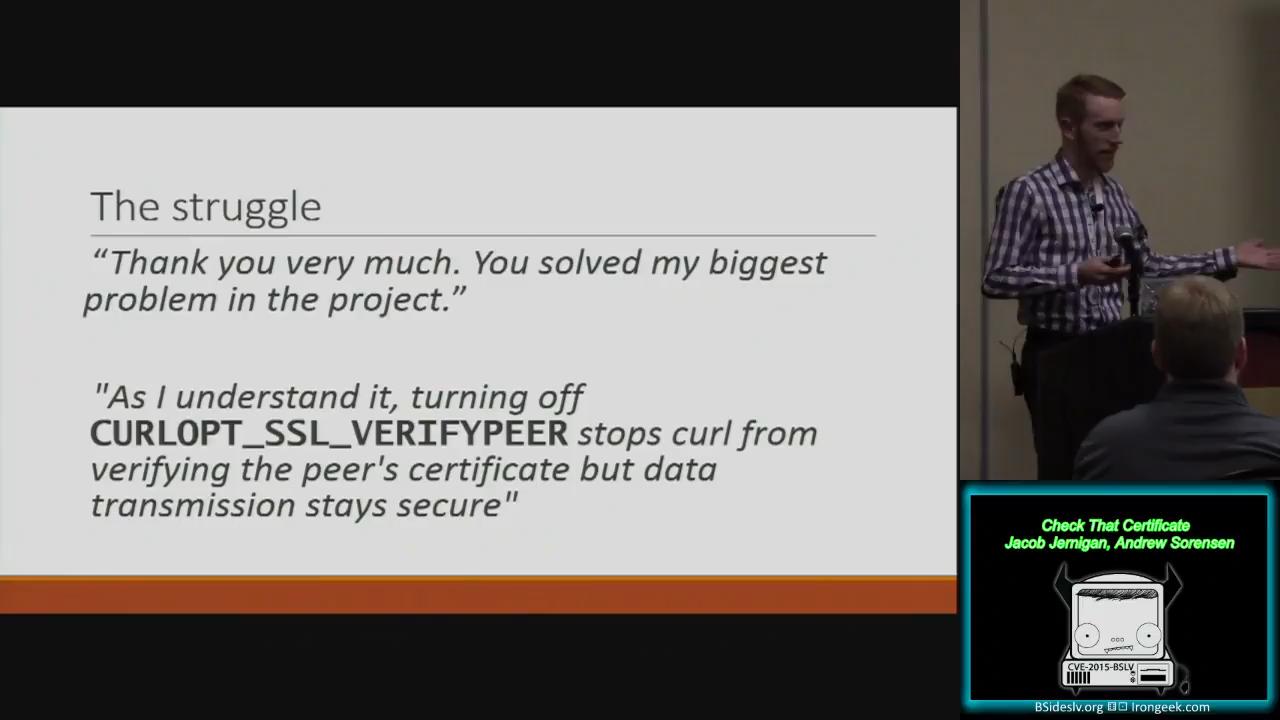 The struggle
“Thank you very much. You solved my biggest
problem in the project.”
"As I understand it, turning off
CURLOPT_SSL_VERIFYPEER stops curl from
verifying the peer's certificate but data
transmission stays secure"
Check That Certificate
Jacob Jernigan, Andrew Sorensen
CVE-2015-BSLV
BSideslv.org Irongeek.com